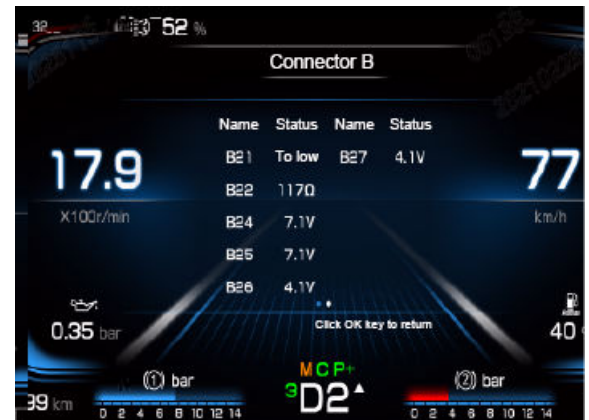 32 62 %
Connector B
Name Status Name Status
B21 To low B27 4.1V
B22 117Ω
B24 7.1V
B25 7.1V
B26 4.1V
17.9
X100r/min
77
km/h
Click OK key to return
0.35 bar
40
(1) bar
0 2 4 6 8 10 12 14
MCP+
3D2
(2) bar
0 2 4 6 8 10 12 14
99 km